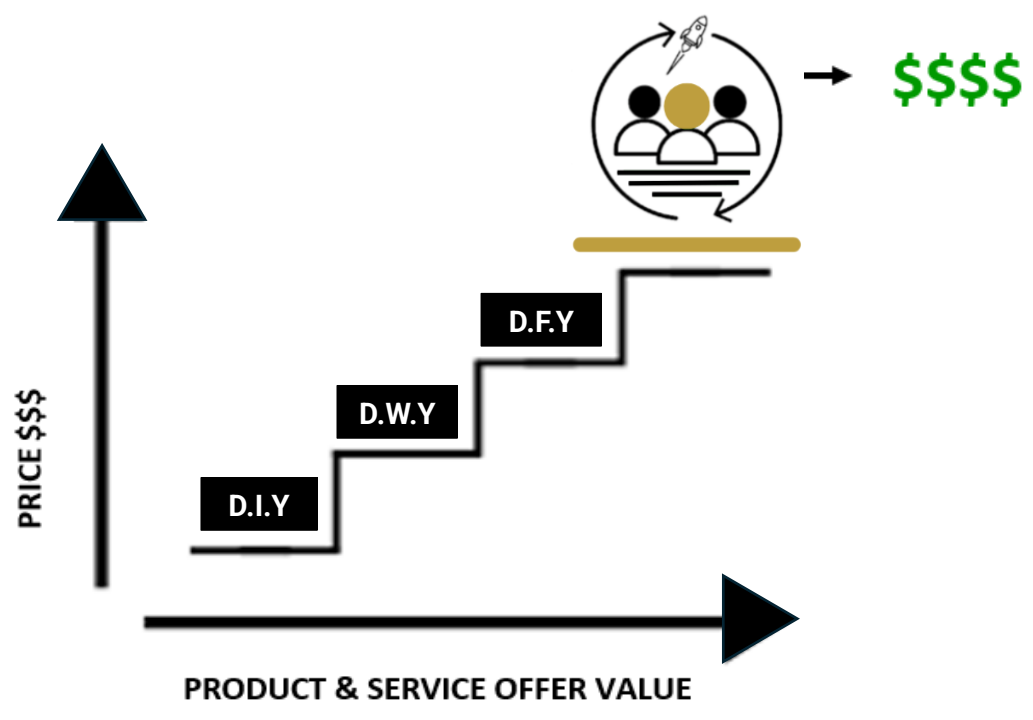 $$$$
D.F.Y
D.W.Y
D.I.Y
PRICE $$$
PRODUCT & SERVICE OFFER VALUE